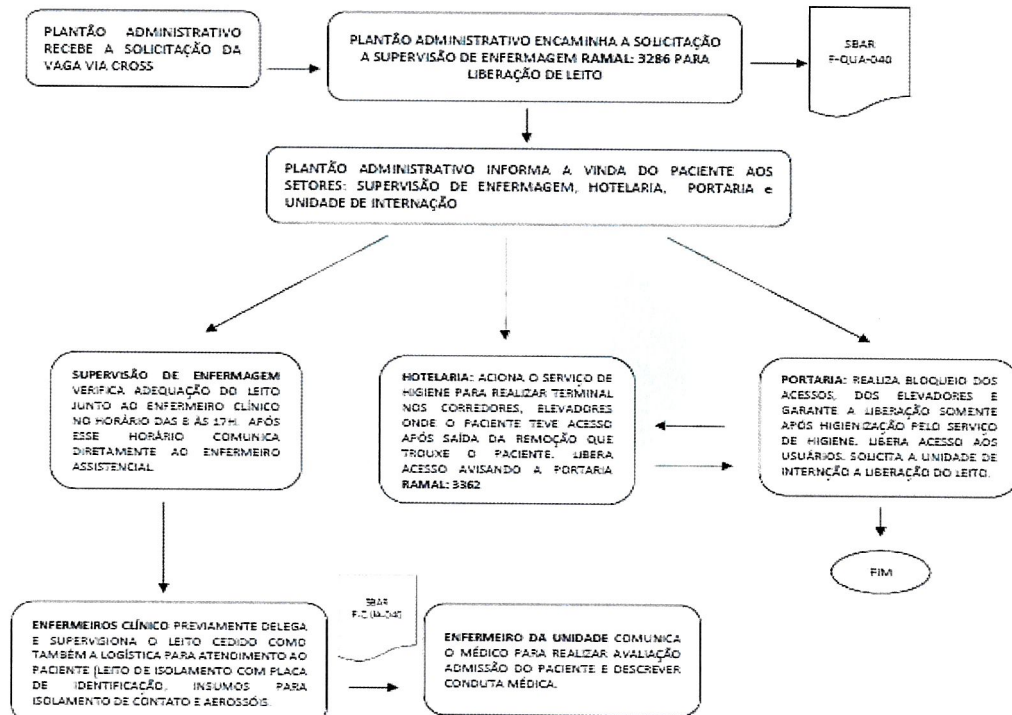 PLANTÃO ADMINISTRATIVO
RECEBE A SOLICITAÇÃO DA
VAGA VIA CROSS
PLANTÃO ADMINISTRATIVO ENCAMINHA A SOLICITAÇÃO
A SUPERVISÃO DE ENFERMAGEM RAMAL: 3286 PARA
LIBERAÇÃO DE LEITO
SBAR
F-QUA-040
PLANTÃO ADMINISTRATIVO INFORMA A VINDA DO PACIENTE AOS
SETORES: SUPERVISÃO DE ENFERMAGEM, HOTELARIA, PORTARIA e
UNIDADE DE INTERNAÇÃO
SUPERVISÃO DE ENFERMAGEM
VERIFICA ADEQUAÇÃO DO LEITO
JUNTO AO ENFERMEIRO CLÍNICO
NO HORÁRIO DAS 8 ÀS 17H. APÓS
ESSE HORÁRIO COMUNICA
DIRETAMENTE AO ENFERMEIRO
ASSISTENCIAL
HOTELARIA: ACIONA O SERVIÇO DE
HIGIENE PARA REALIZAR TERMINAL
NOS CORREDORES, ELEVADORES
ONDE O PACIENTE TEVE ACESSO
APÓS SAÍDA DA REMOÇÃO QUE
TROUXE O PACIENTE. LIBERA
ACESSO AVISANDO A PORTARIA
RAMAL: 3362
PORTARIA: REALIZA BLOQUEIO DOS
ACESSOS, DOS ELEVADORES E
GARANTE A LIBERAÇÃO SOMENTE
APÓS HIGIENIZAÇÃO PELO SERVIÇO
DE HIGIENE. LIBERA ACESSO AOS
USUÁRIOS. SOLICITA A UNIDADE DE
INTERNÇÃO A LIBERAÇÃO DO LEITO.
FIM
SBAR
F-QUA-040
ENFERMEIROS CLÍNICO PREVIAMENTE DELEGA
E SUPERVISIONA O LEITO CEDIDO COMO
TAMBÉM A LOGÍSTICA PARA ATENDIMENTO AO
PACIENTE (LEITO DE ISOLAMENTO COM PLACA
DE IDENTIFICAÇÃO, INSUMOS PARA
ISOLAMENTO DE CONTATO E AEROSSÓIS.
ENFERMEIRO DA UNIDADE COMUNICA
O MÉDICO PARA REALIZAR AVALIAÇÃO
ADMISSÃO DO PACIENTE E DESCREVER
CONDUTA MÉDICA.